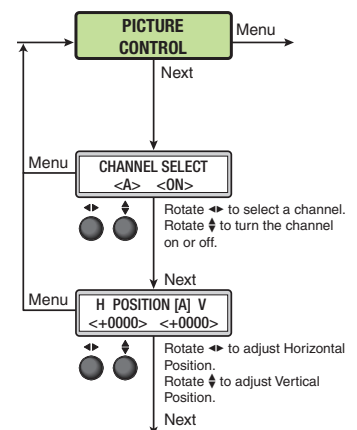 PICTURE
CONTROL
Menu
Next
Menu
CHANNEL SELECT
<A> <ON>
Rotate ◂▸ to select a channel.
Rotate ▴▾ to turn the channel
on or off.
Next
Menu
H POSITION [A] V
<+0000> <+0000>
Rotate ◂▸ to adjust Horizontal
Position.
Rotate ▴▾ to adjust Vertical
Position.
Next